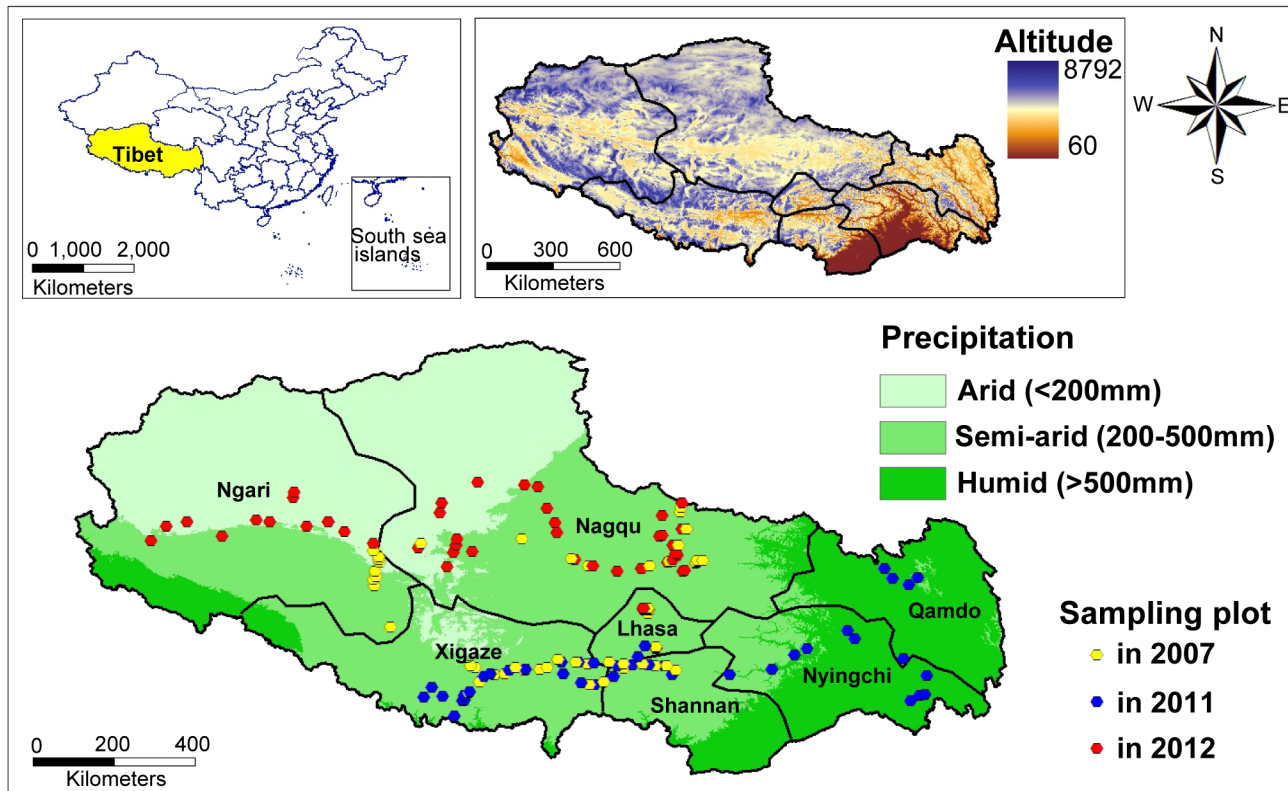 Tibet
South sea
islands
0 1,000 2,000
Kilometers
Altitude
8792
60
0 300 600
Kilometers
N
W
E
S
Precipitation
Arid (<200mm)
Semi-arid (200-500mm)
Humid (>500mm)
Ngari
Nagqu
Qamdo
Lhasa
Xigaze
Nyingchi
Shannan
Sampling plot
in 2007
in 2011
in 2012
0 200 400
Kilometers